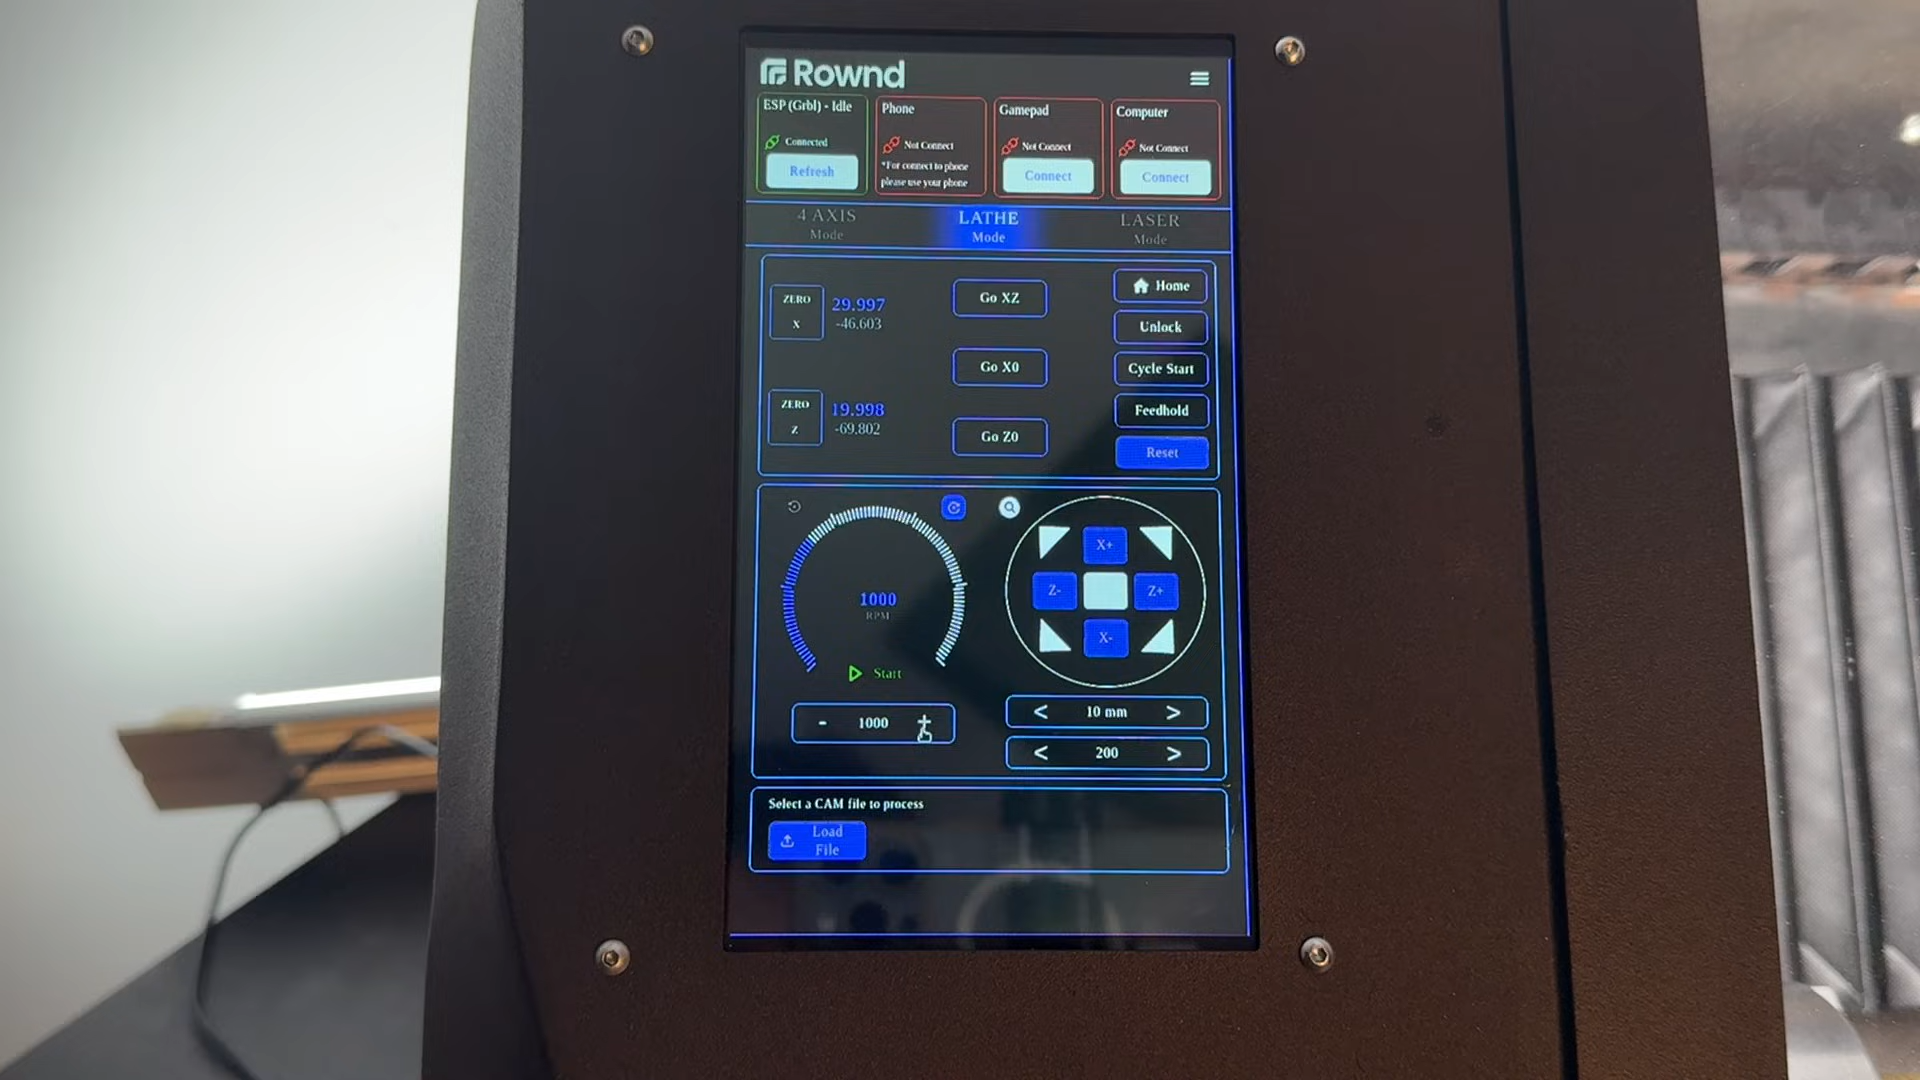 Rownd
ESP (Grbl) - Idle
Connected
Refresh
Phone
Not Connect
*For connect to phone
please use your phone
Gamepad
Not Connect
Connect
Computer
Not Connect
Connect
4 AXIS
Mode
LATHE
Mode
LASER
Mode
ZERO
X
29.997
-46.603
Go XZ
Home
Unlock
Go X0
Cycle Start
ZERO
Z
19.998
-69.802
Feedhold
Go Z0
Reset
1000
RPM
Start
- 1000 +
X+
Z-
Z+
X-
< 10 mm >
< 200 >
Select a CAM file to process
Load
File